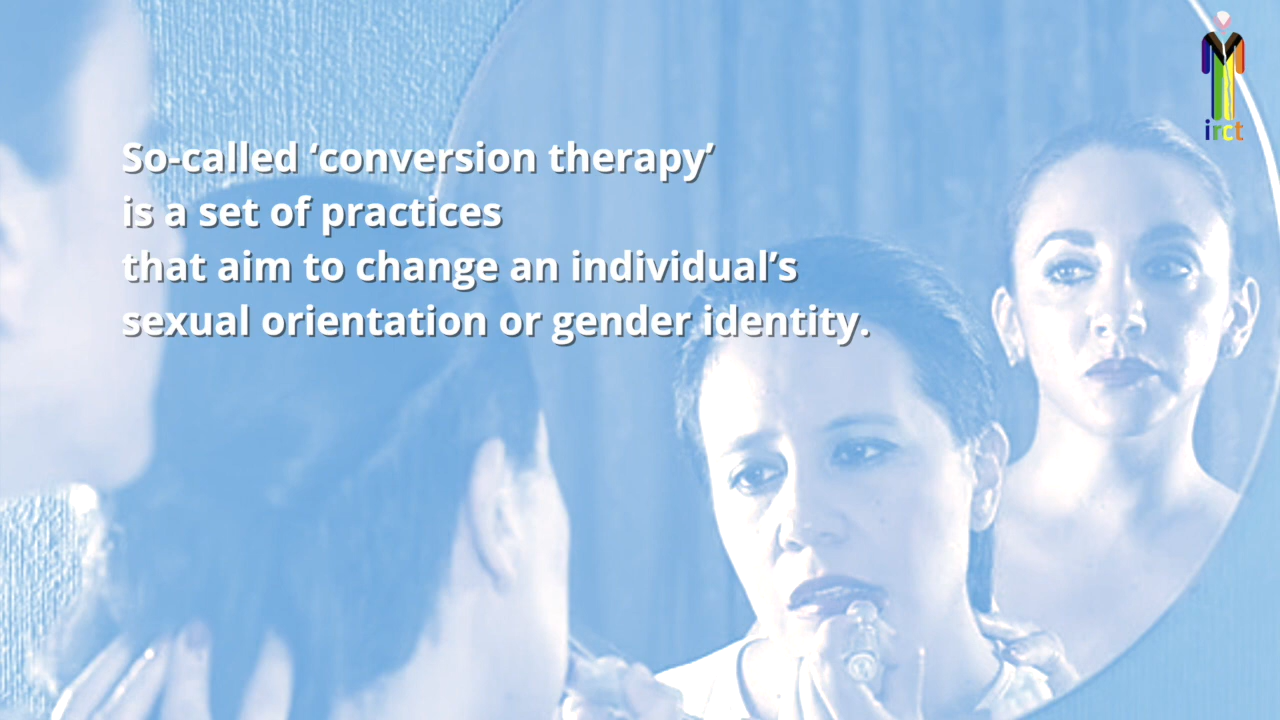 So-called ‘conversion therapy’
is a set of practices
that aim to change an individual’s
sexual orientation or gender identity.
irct